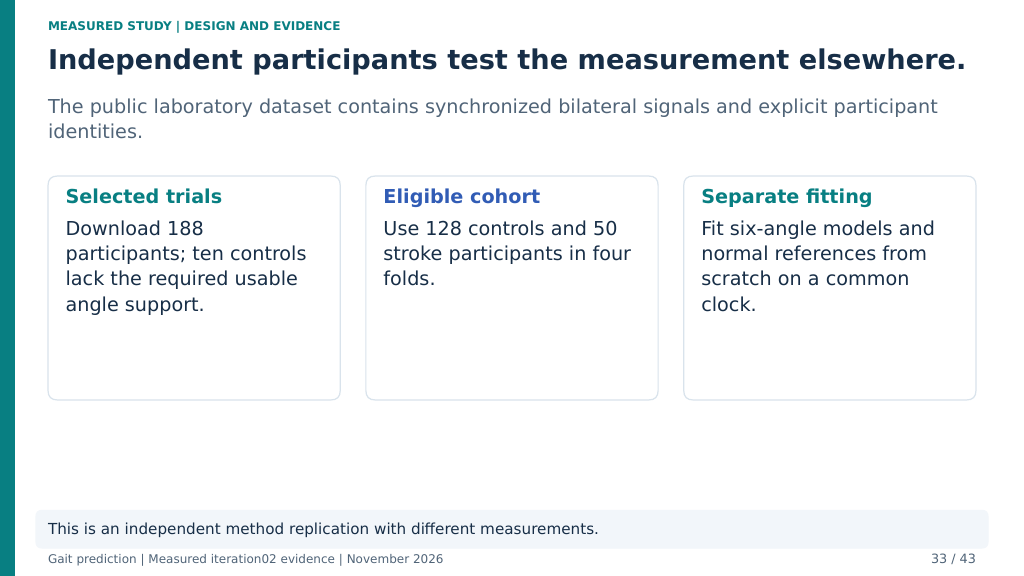 MEASURED STUDY | DESIGN AND EVIDENCE
Independent participants test the measurement elsewhere.
The public laboratory dataset contains synchronized bilateral signals and explicit participant
identities.
Selected trials
Download 188
participants; ten controls
lack the required usable
angle support.
Eligible cohort
Use 128 controls and 50
stroke participants in four
folds.
Separate fitting
Fit six-angle models and
normal references from
scratch on a common
clock.
This is an independent method replication with different measurements.
Gait prediction | Measured iteration02 evidence | November 2026
33 / 43